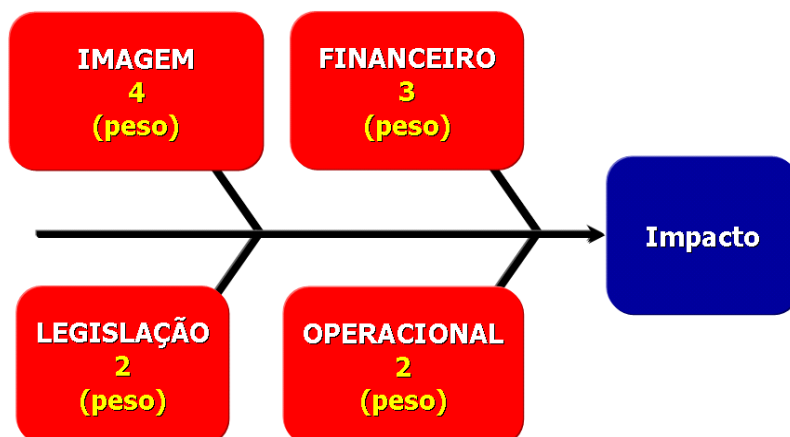 IMAGEM
4
(peso)
FINANCEIRO
3
(peso)
Impacto
LEGISLAÇÃO
2
(peso)
OPERACIONAL
2
(peso)